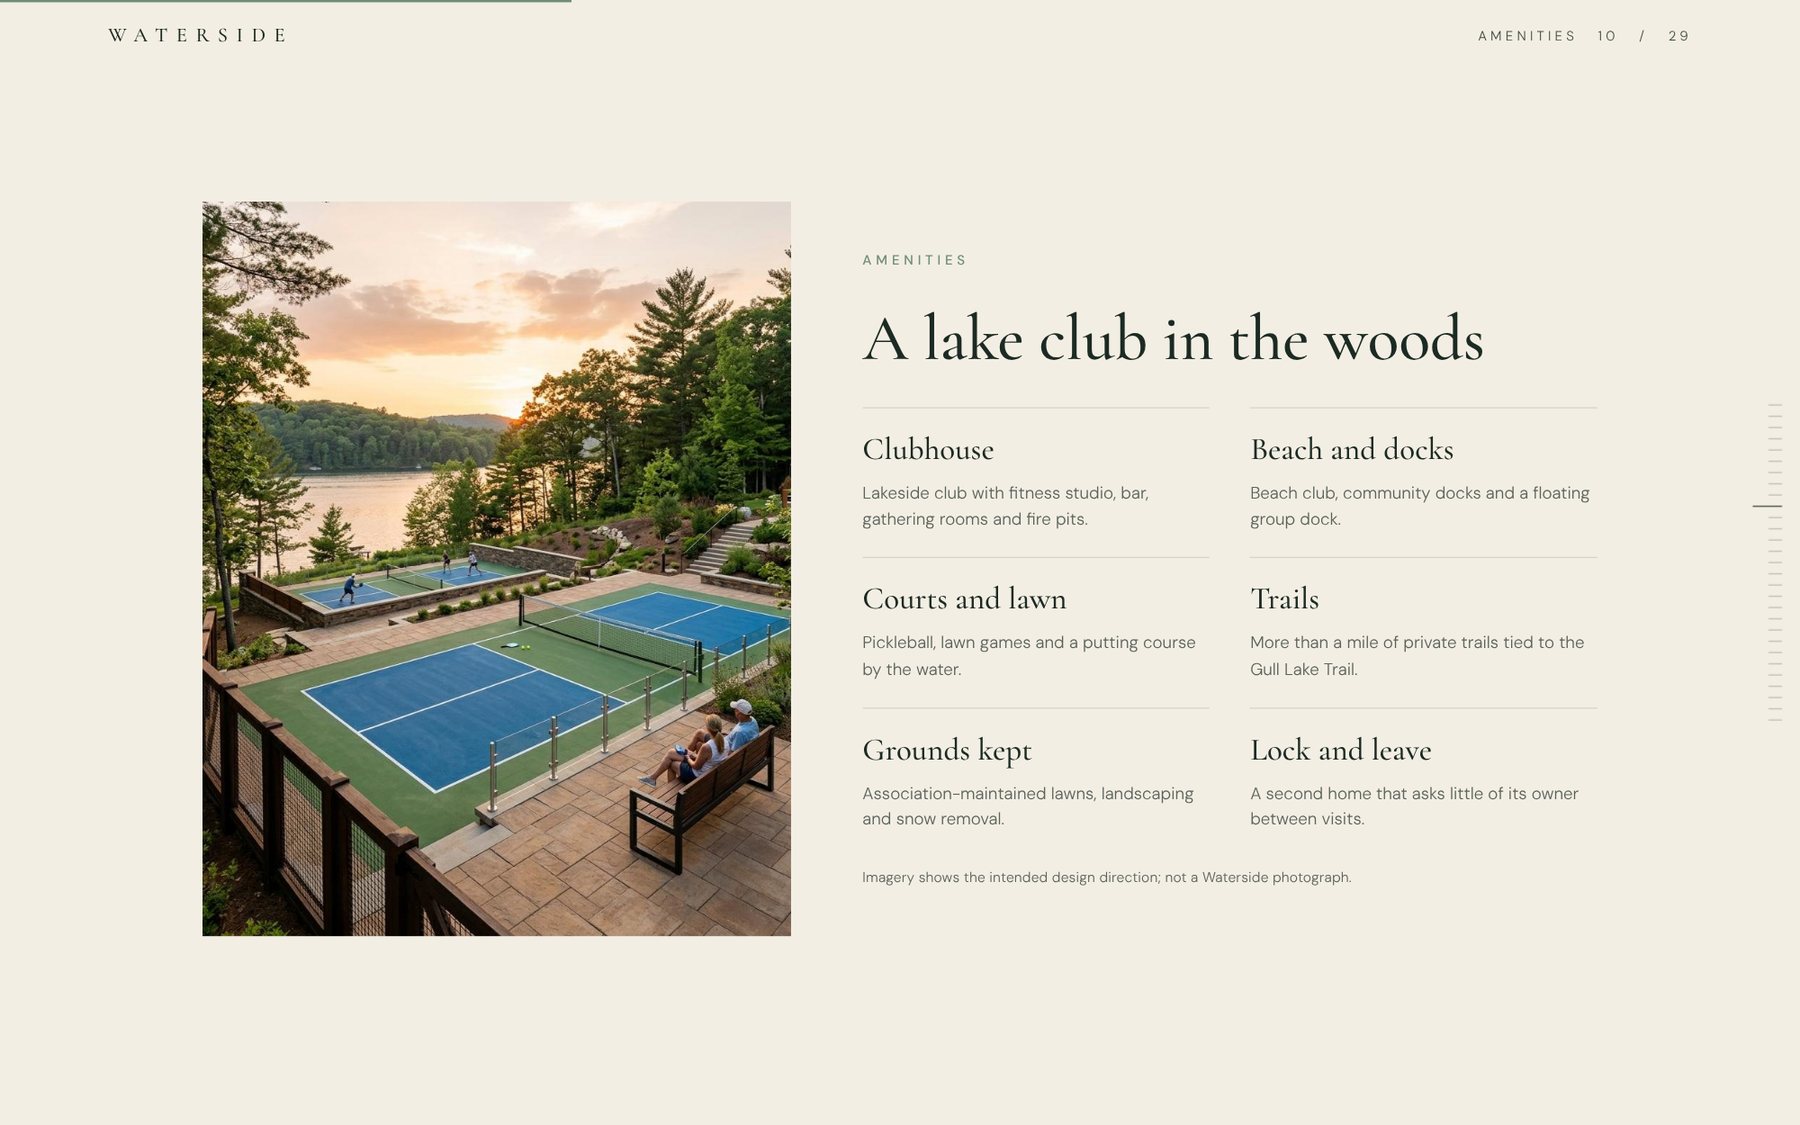 WATERSIDE
AMENITIES 10 / 29
AMENITIES
A lake club in the woods
Clubhouse
Lakeside club with fitness studio, bar,
gathering rooms and fire pits.
Beach and docks
Beach club, community docks and a floating
group dock.
Courts and lawn
Pickleball, lawn games and a putting course
by the water.
Trails
More than a mile of private trails tied to the
Gull Lake Trail.
Grounds kept
Association-maintained lawns, landscaping
and snow removal.
Lock and leave
A second home that asks little of its owner
between visits.
Imagery shows the intended design direction; not a Waterside photograph.